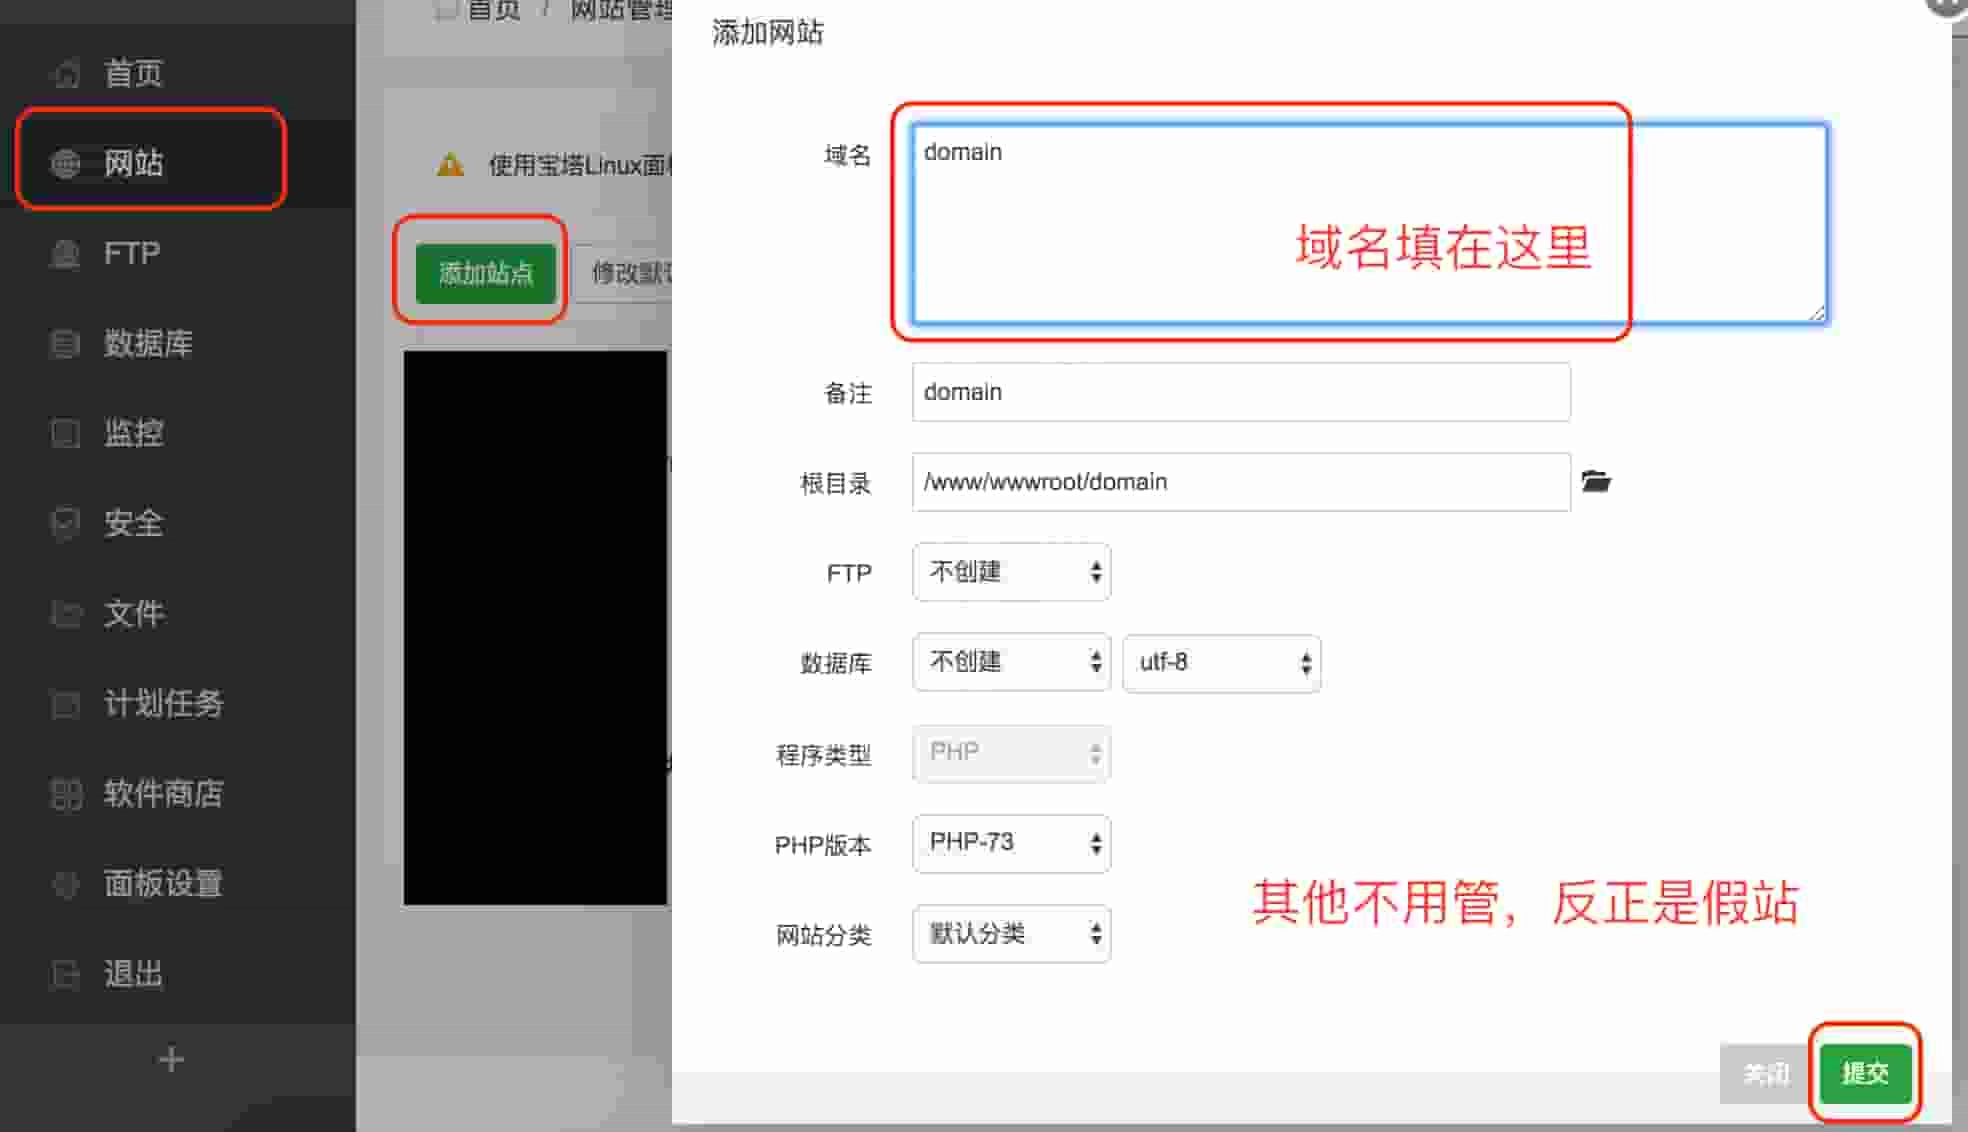 首页
网站
FTP
数据库
监控
安全
文件
计划任务
软件商店
面板设置
退出
+
首页 / 网站管理
使用宝塔Linux面
添加站点
修改默
添加网站
域名
domain
域名填在这里
备注
domain
根目录
/www/wwwroot/domain
FTP
不创建
数据库
不创建
utf-8
程序类型
PHP
PHP版本
PHP-73
网站分类
默认分类
其他不用管，反正是假站
关闭
提交